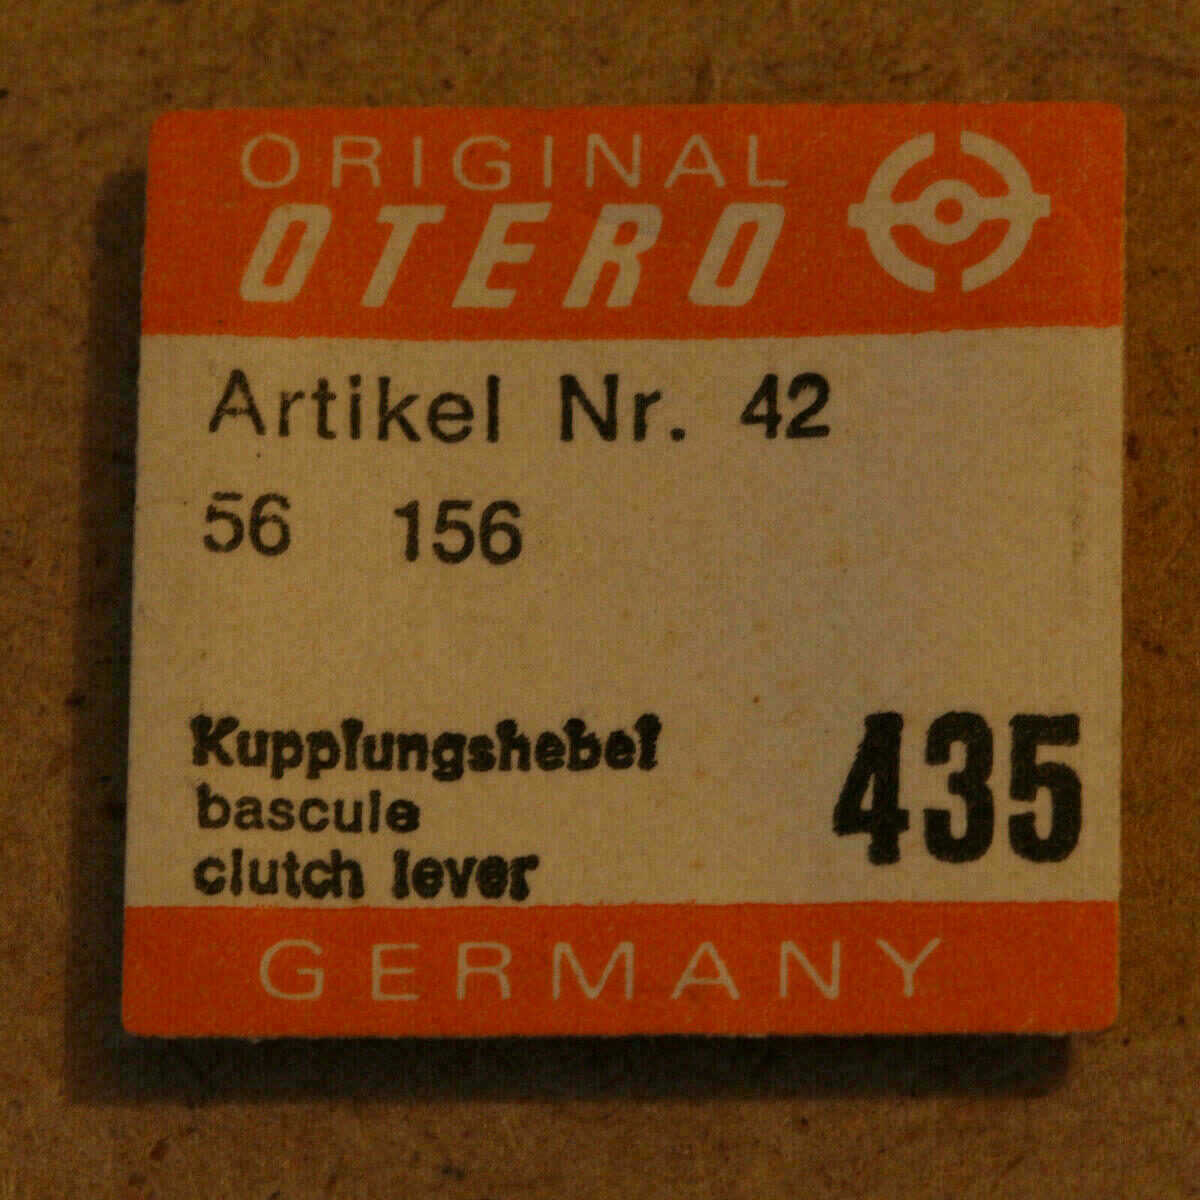 ORIGINAL
OTERO
Artikel Nr. 42
56 156
Kupplungshebel
bascule
clutch lever
435
GERMANY